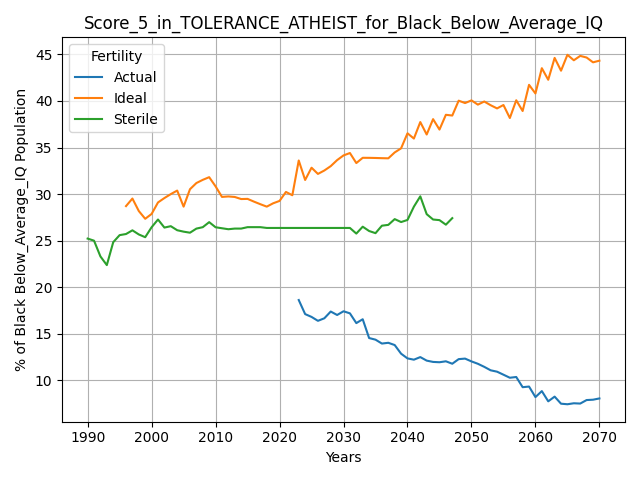 Score_5_in_TOLERANCE_ATHEIST_for_Black_Below_Average_IQ
% of Black Below_Average_IQ Population
45
40
35
30
25
20
15
10
Fertility
Actual
Ideal
Sterile
1990 2000 2010 2020 2030 2040 2050 2060 2070
Years